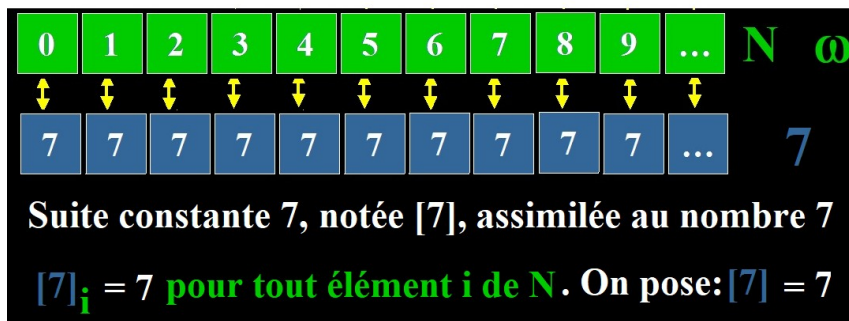 0 1 2 3 4 5 6 7 8 9 ... N ω
7 7 7 7 7 7 7 7 7 7 ... 7
Suite constante 7, notée [7], assimilée au nombre 7
[7]i = 7 pour tout élément i de N. On pose: [7] = 7